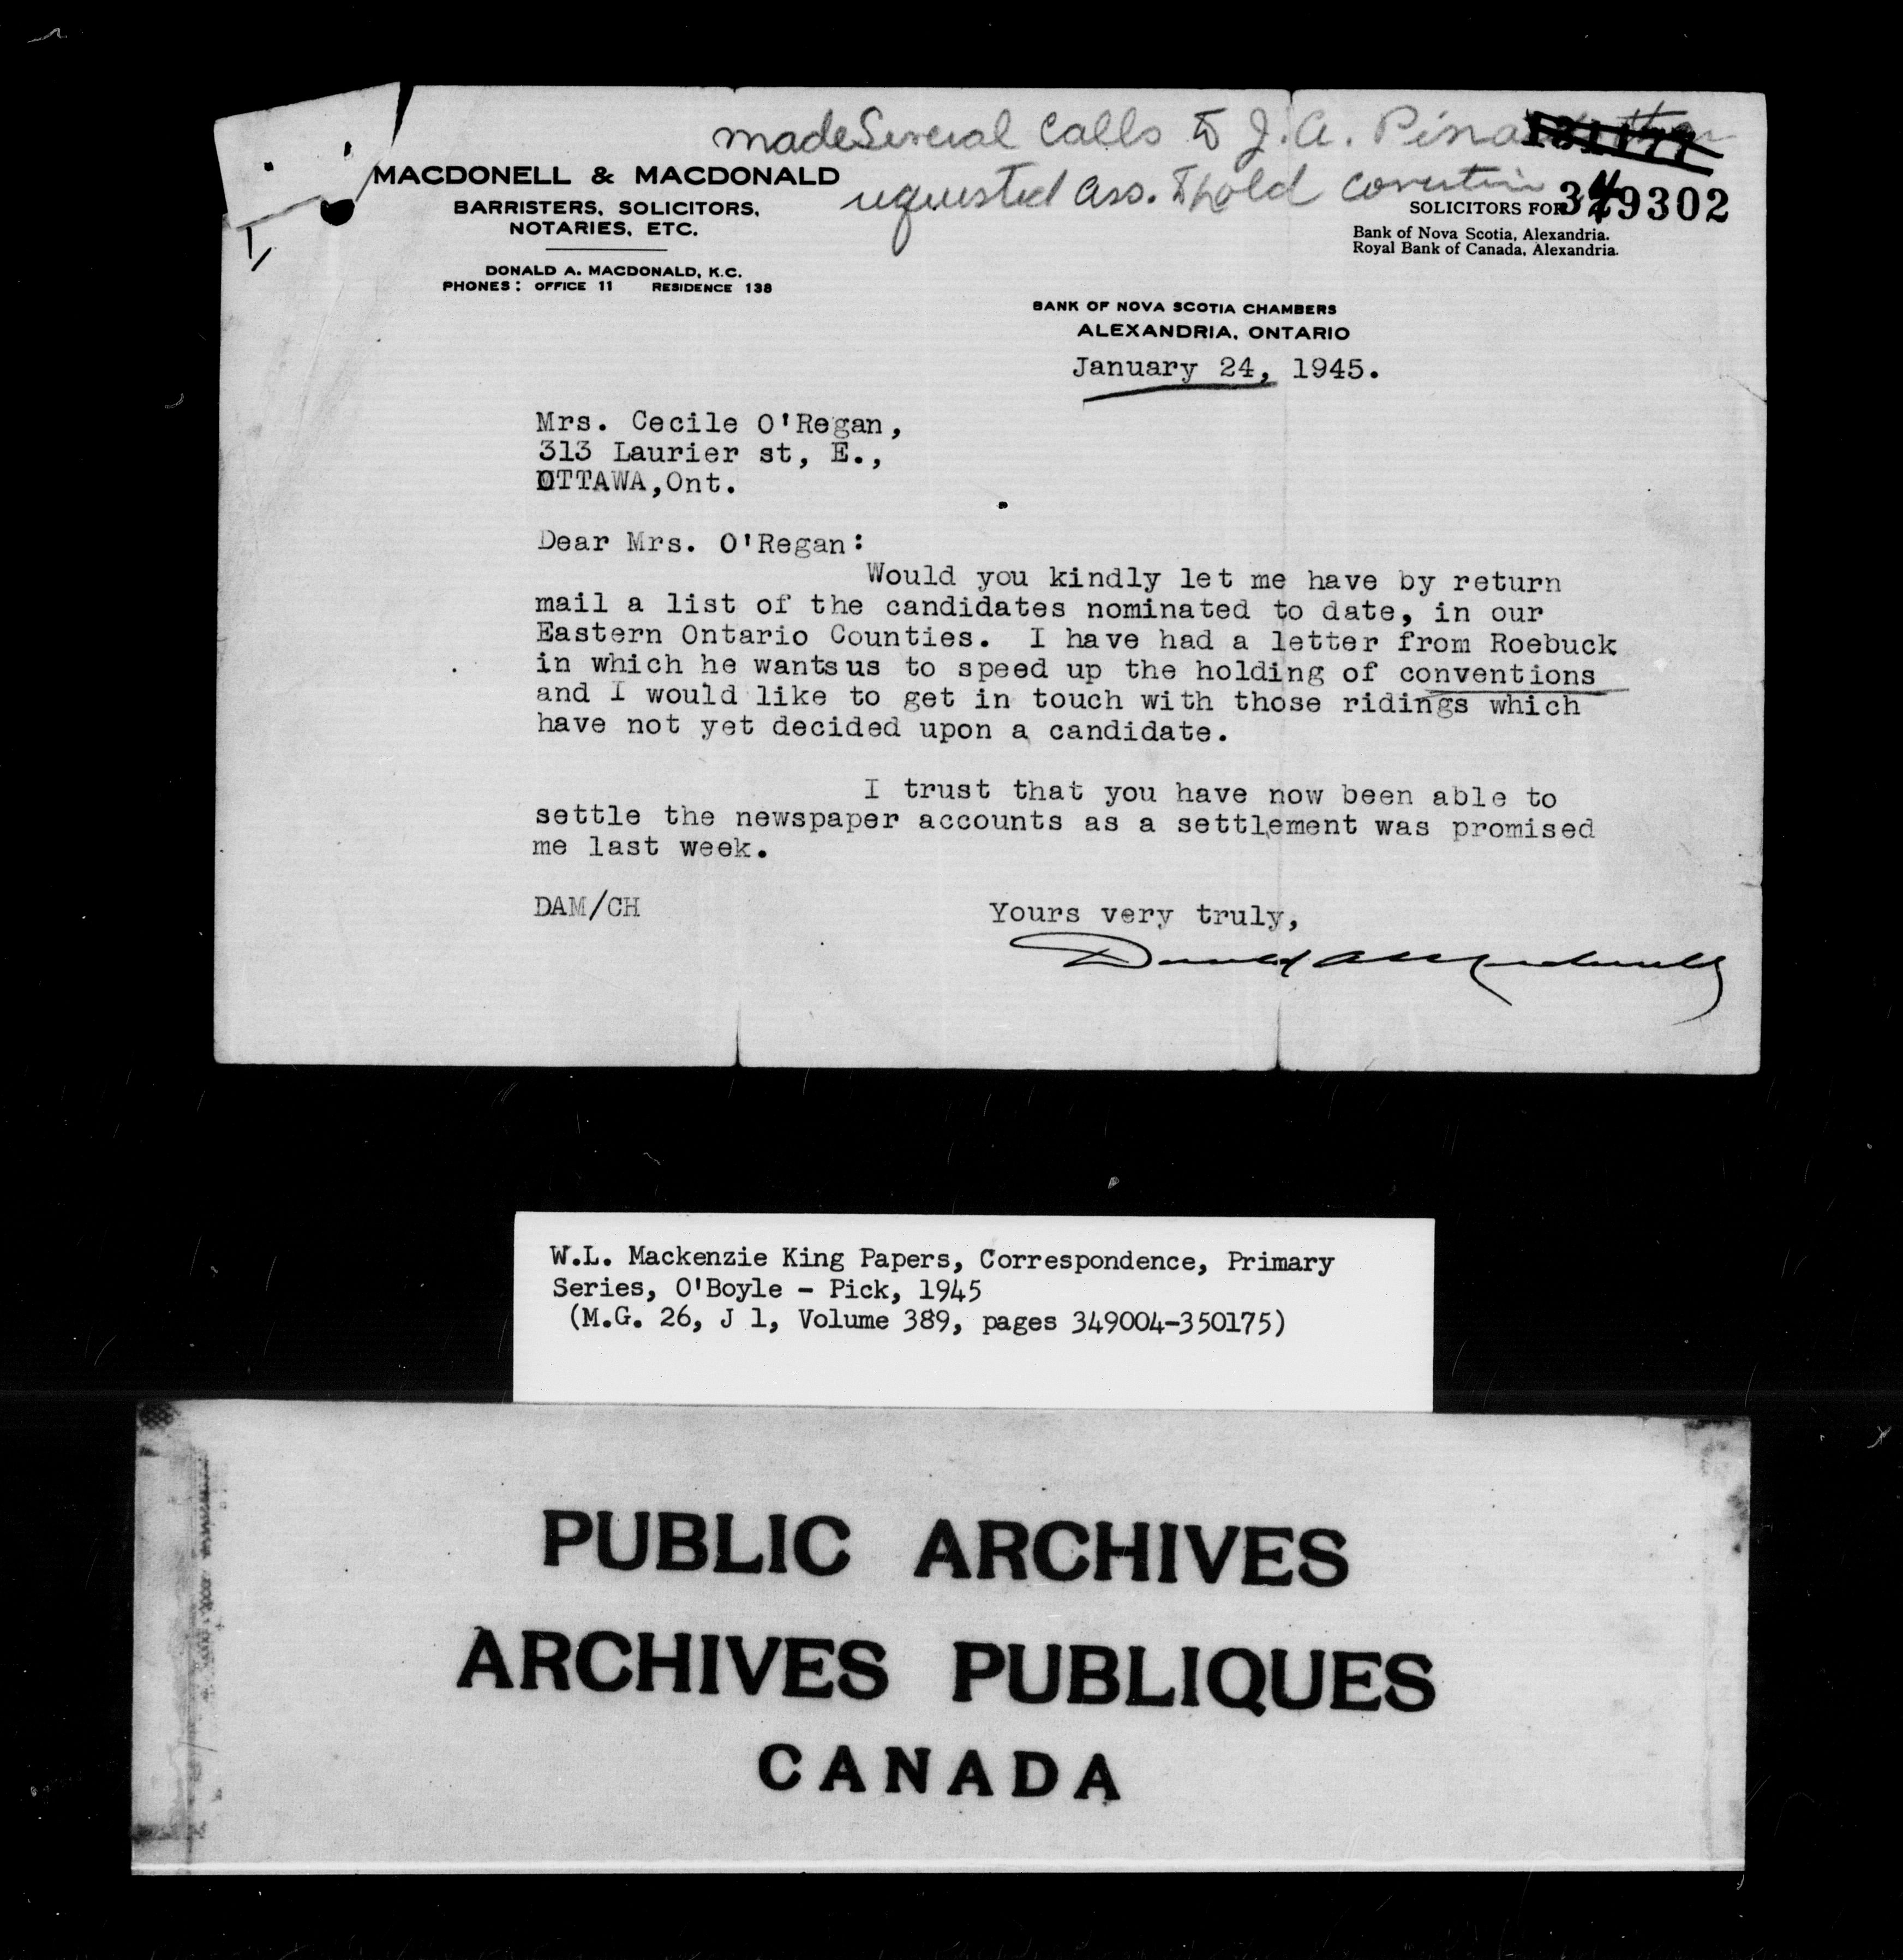 made Several calls to J. A.
requested Ass. to hold
MACDONELL & MACDONALD
BARRISTERS, SOLICITORS,
NOTARIES, ETC.
DONALD A. MACDONALD, K.C.
PHONES: OFFICE 11 RESIDENCE 138
349302
SOLICITORS FOR
Bank of Nova Scotia, Alexandria.
Royal Bank of Canada, Alexandria.
BANK OF NOVA SCOTIA CHAMBERS
ALEXANDRIA, ONTARIO
January 24, 1945.
Mrs. Cecile O'Regan,
313 Laurier st, E.,
OTTAWA,Ont.
Dear Mrs. O'Regan:
Would you kindly let me have by return
mail a list of the candidates nominated to date, in our
Eastern Ontario Counties. I have had a letter from Roebuck
in which he wants us to speed up the holding of conventions
and I would like to get in touch with those ridings which
have not yet decided upon a candidate.
I trust that you have now been able to
settle the newspaper accounts as a settlement was promised
me last week.
DAM/CH
Yours very truly,
Donald A Macdonald
W.L. Mackenzie King Papers, Correspondence, Primary
Series, O'Boyle - Pick, 1945
(M.G. 26, J 1, Volume 389, pages 349004-350175)
PUBLIC ARCHIVES
ARCHIVES PUBLIQUES
CANADA